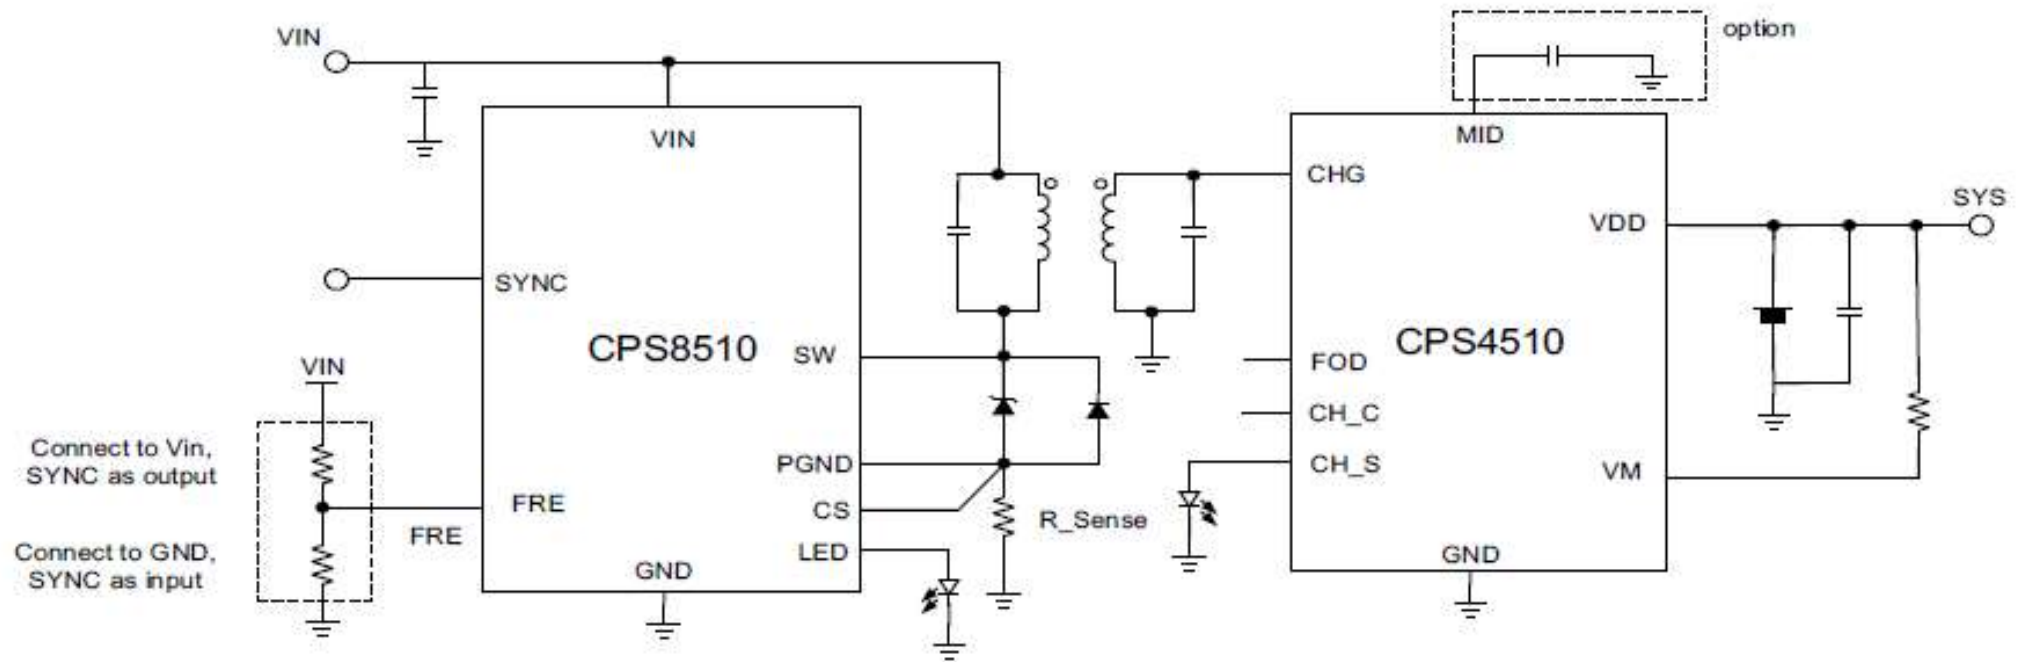 VIN
option
VIN
MID
CHG
SYS
VDD
SYNC
CPS8510
SW
CPS4510
FOD
VIN
CH_C
Connect to Vin,
SYNC as output
PGND
CH_S
VM
FRE
CS
R_Sense
FRE
LED
Connect to GND,
SYNC as input
GND
GND